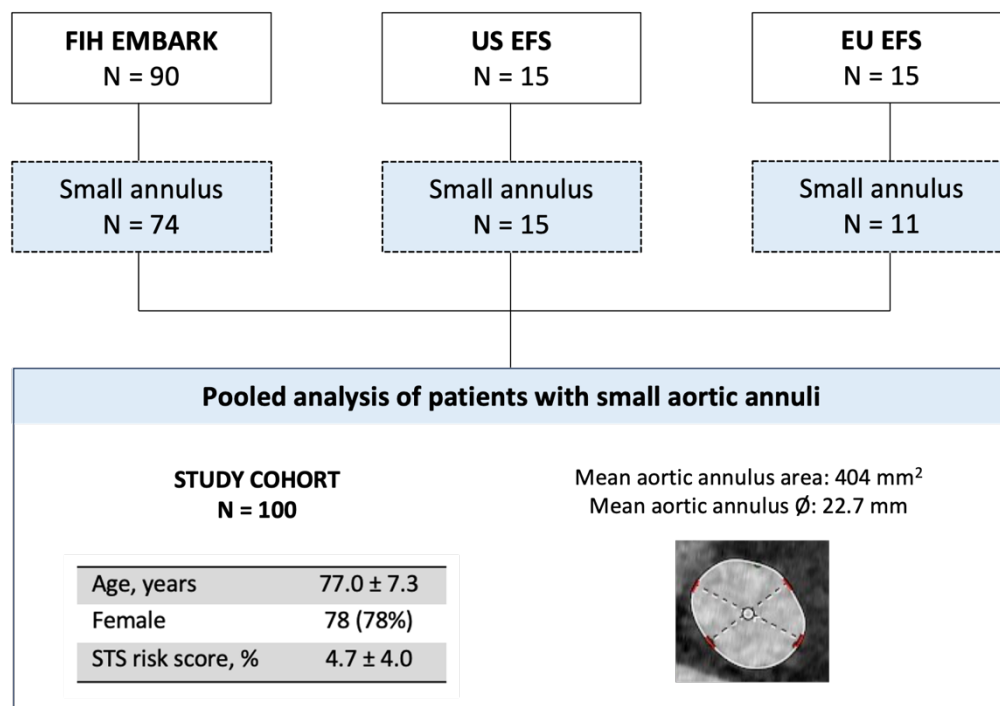 FIH EMBARK
N = 90
US EFS
N = 15
EU EFS
N = 15
Small annulus
N = 74
Small annulus
N = 15
Small annulus
N = 11
Pooled analysis of patients with small aortic annuli
STUDY COHORT
N = 100
Mean aortic annulus area: 404 mm²
Mean aortic annulus Ø: 22.7 mm
Age, years 77.0 ± 7.3
Female 78 (78%)
STS risk score, % 4.7 ± 4.0